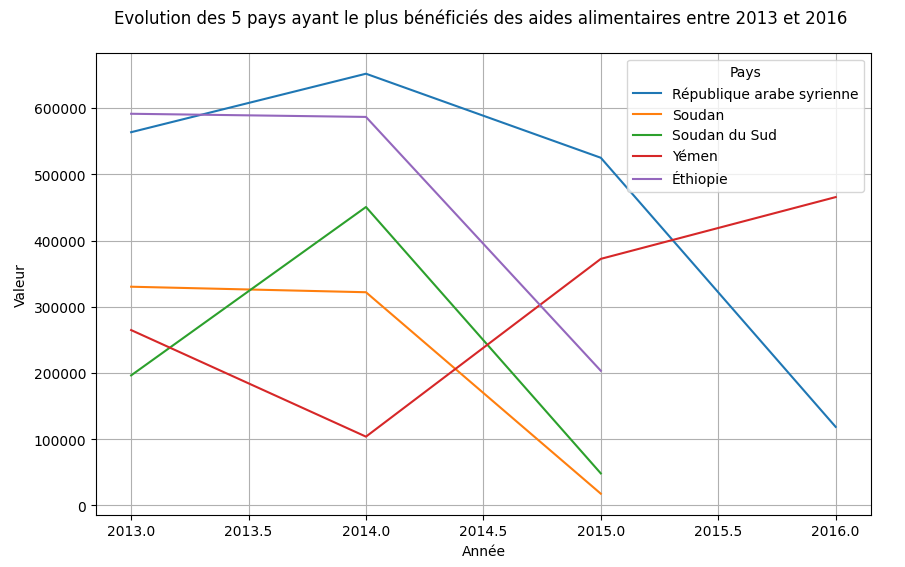 Evolution des 5 pays ayant le plus bénéficiés des aides alimentaires entre 2013 et 2016
Pays
République arabe syrienne
Soudan
Soudan du Sud
Yémen
Éthiopie
Valeur
600000
500000
400000
300000
200000
100000
0
2013.0 2013.5 2014.0 2014.5 2015.0 2015.5 2016.0
Année